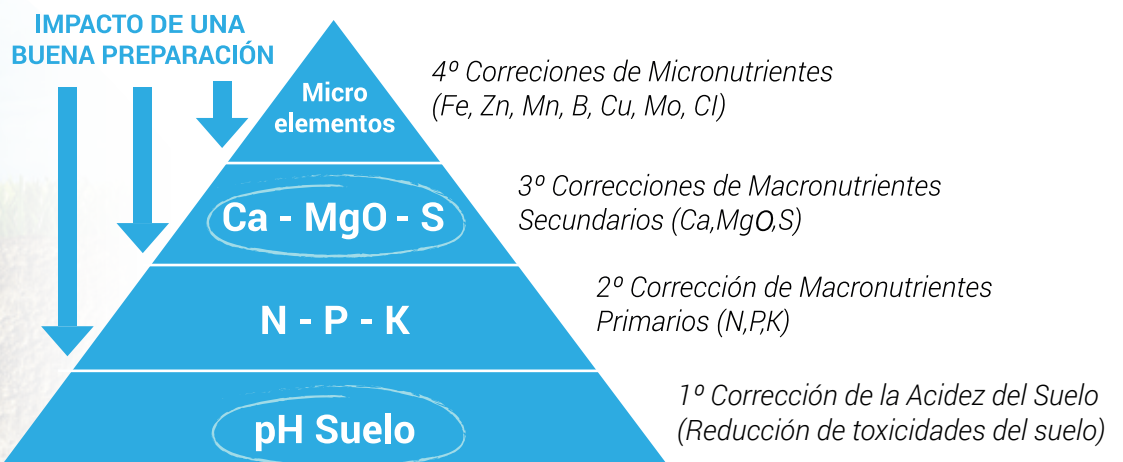 IMPACTO DE UNA
BUENA PREPARACIÓN
Micro
elementos
4º Correciones de Micronutrientes
(Fe, Zn, Mn, B, Cu, Mo, Cl)
Ca - MgO - S
3º Correcciones de Macronutrientes
Secundarios (Ca,MgO,S)
N - P - K
2º Corrección de Macronutrientes
Primarios (N,P,K)
pH Suelo
1º Corrección de la Acidez del Suelo
(Reducción de toxicidades del suelo)